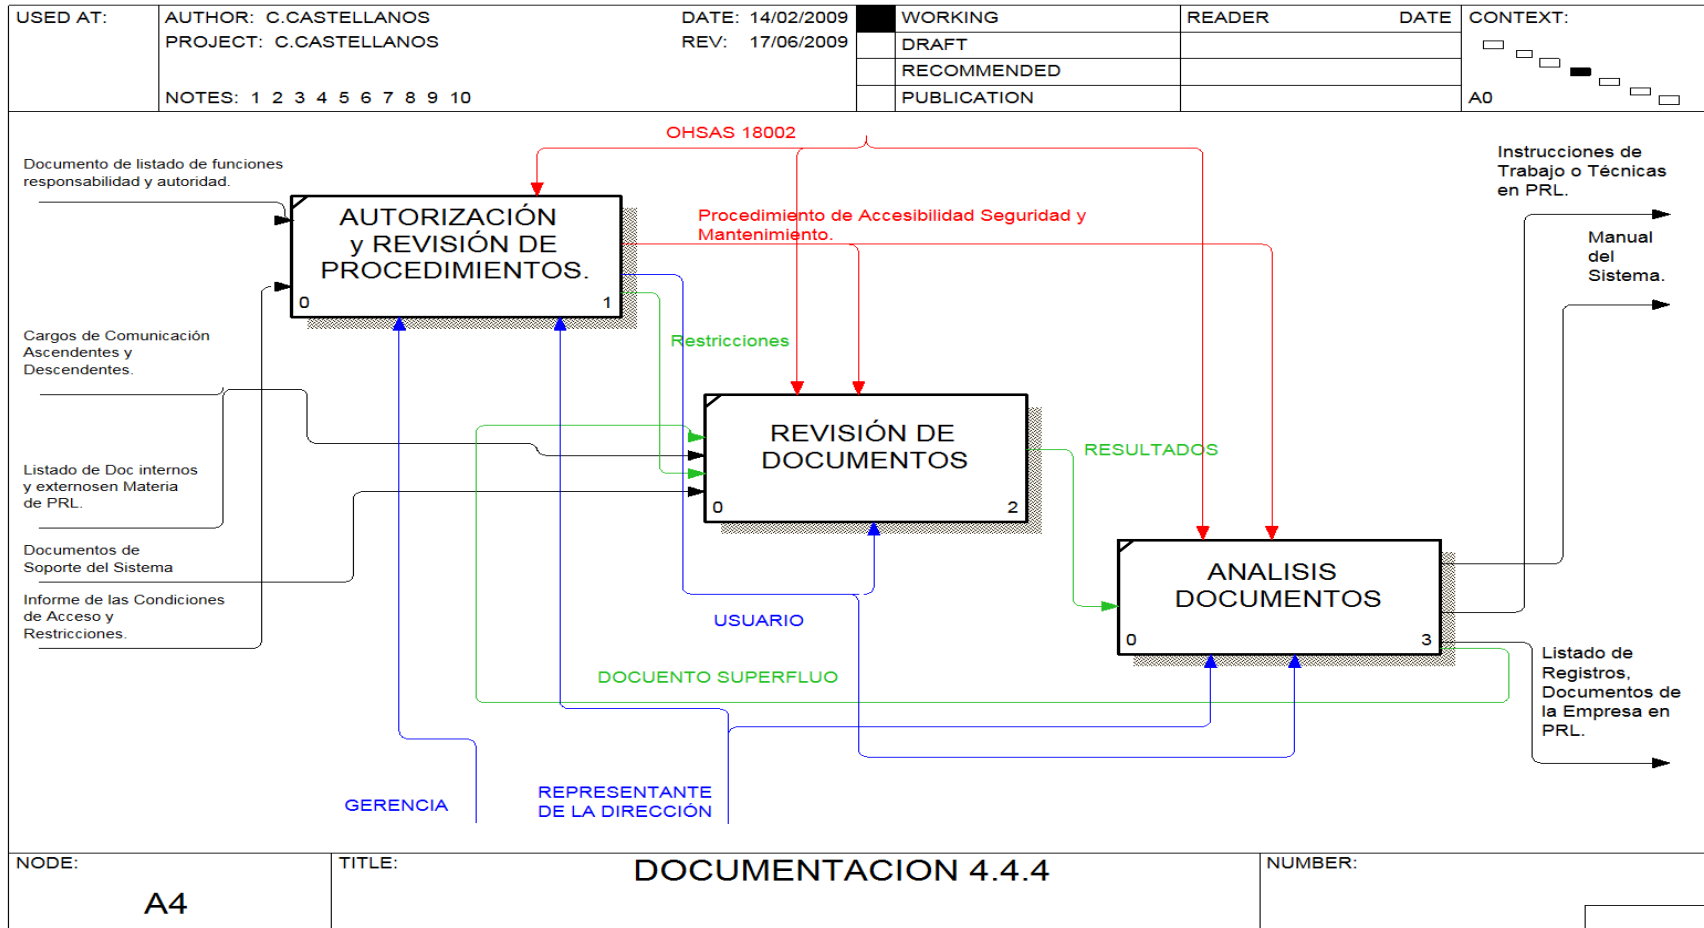 USED AT:
AUTHOR: C.CASTELLANOS
DATE: 14/02/2009
WORKING
READER
DATE
CONTEXT:
PROJECT: C.CASTELLANOS
REV: 17/06/2009
DRAFT
RECOMMENDED
NOTES: 1 2 3 4 5 6 7 8 9 10
PUBLICATION
A0
OHSAS 18002
Documento de listado de funciones
responsabilidad y autoridad.
Instrucciones de
Trabajo o Técnicas
en PRL.
AUTORIZACIÓN
y REVISIÓN DE
PROCEDIMIENTOS.
0
1
Procedimiento de Accesibilidad Seguridad y
Mantenimiento.
Manual
del
Sistema.
Cargos de Comunicación
Ascendentes y
Descendentes.
Restricciones
REVISIÓN DE
DOCUMENTOS
0
2
RESULTADOS
Listado de Doc internos
y externosen Materia
de PRL.
Documentos de
Soporte del Sistema
Informe de las Condiciones
de Acceso y
Restricciones.
ANALISIS
DOCUMENTOS
0
3
USUARIO
DOCUENTO SUPERFLUO
Listado de
Registros,
Documentos de
la Empresa en
PRL.
GERENCIA
REPRESENTANTE
DE LA DIRECCIÓN
NODE:
A4
TITLE:
DOCUMENTACION 4.4.4
NUMBER: